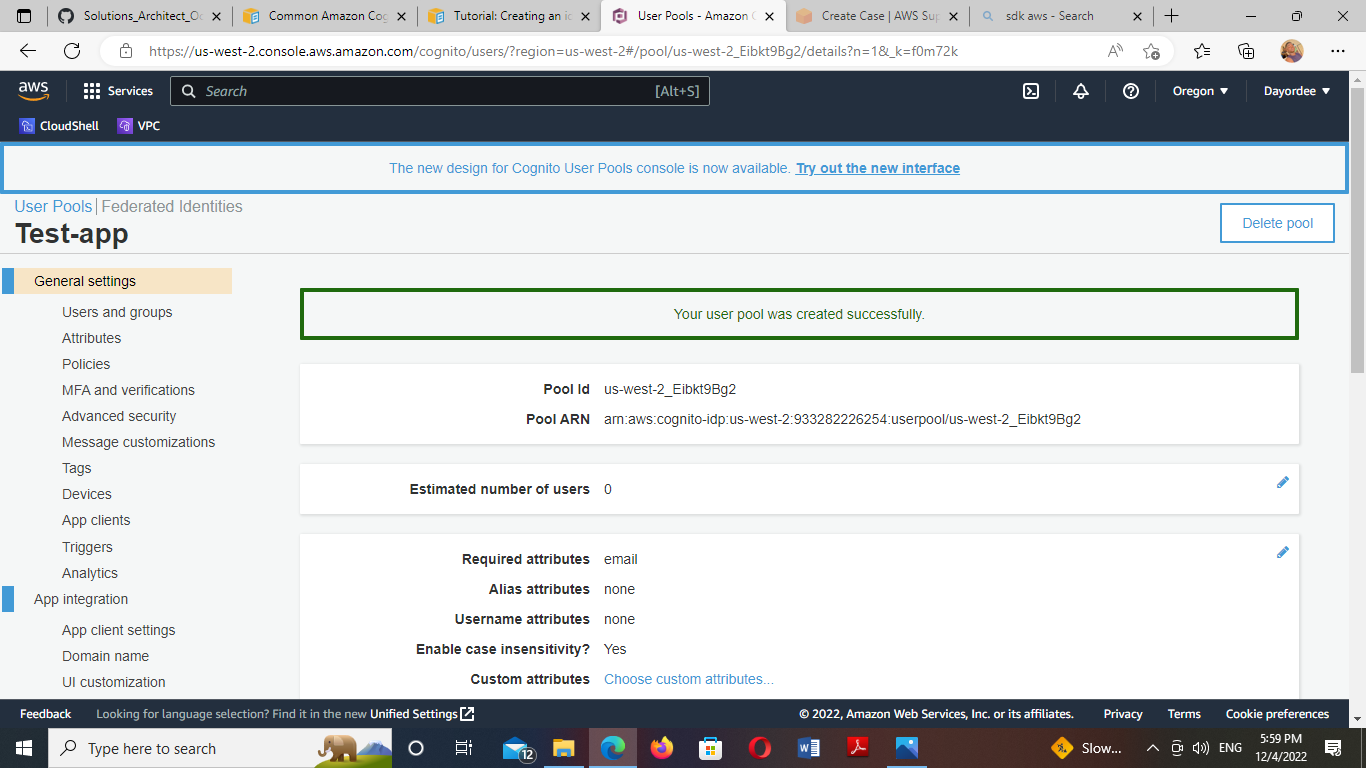 Solutions_Architect_Oc
Common Amazon Cog
Tutorial: Creating an id
User Pools - Amazon C
Create Case | AWS Sup
sdk aws - Search
https://us-west-2.console.aws.amazon.com/cognito/users/?region=us-west-2#/pool/us-west-2_Eibkt9Bg2/details?n=1&_k=f0m72k
aws
Services
Search
[Alt+S]
Oregon
Dayordee
CloudShell
VPC
The new design for Cognito User Pools console is now available. Try out the new interface
User Pools | Federated Identities
Test-app
Delete pool
General settings
Users and groups
Attributes
Policies
MFA and verifications
Advanced security
Message customizations
Tags
Devices
App clients
Triggers
Analytics
App integration
App client settings
Domain name
UI customization
Your user pool was created successfully.
Pool Id us-west-2_Eibkt9Bg2
Pool ARN arn:aws:cognito-idp:us-west-2:933282226254:userpool/us-west-2_Eibkt9Bg2
Estimated number of users 0
Required attributes email
Alias attributes none
Username attributes none
Enable case insensitivity? Yes
Custom attributes Choose custom attributes...
Feedback
Looking for language selection? Find it in the new Unified Settings
© 2022, Amazon Web Services, Inc. or its affiliates.
Privacy
Terms
Cookie preferences
Type here to search
12
Slow...
ENG
5:59 PM
12/4/2022